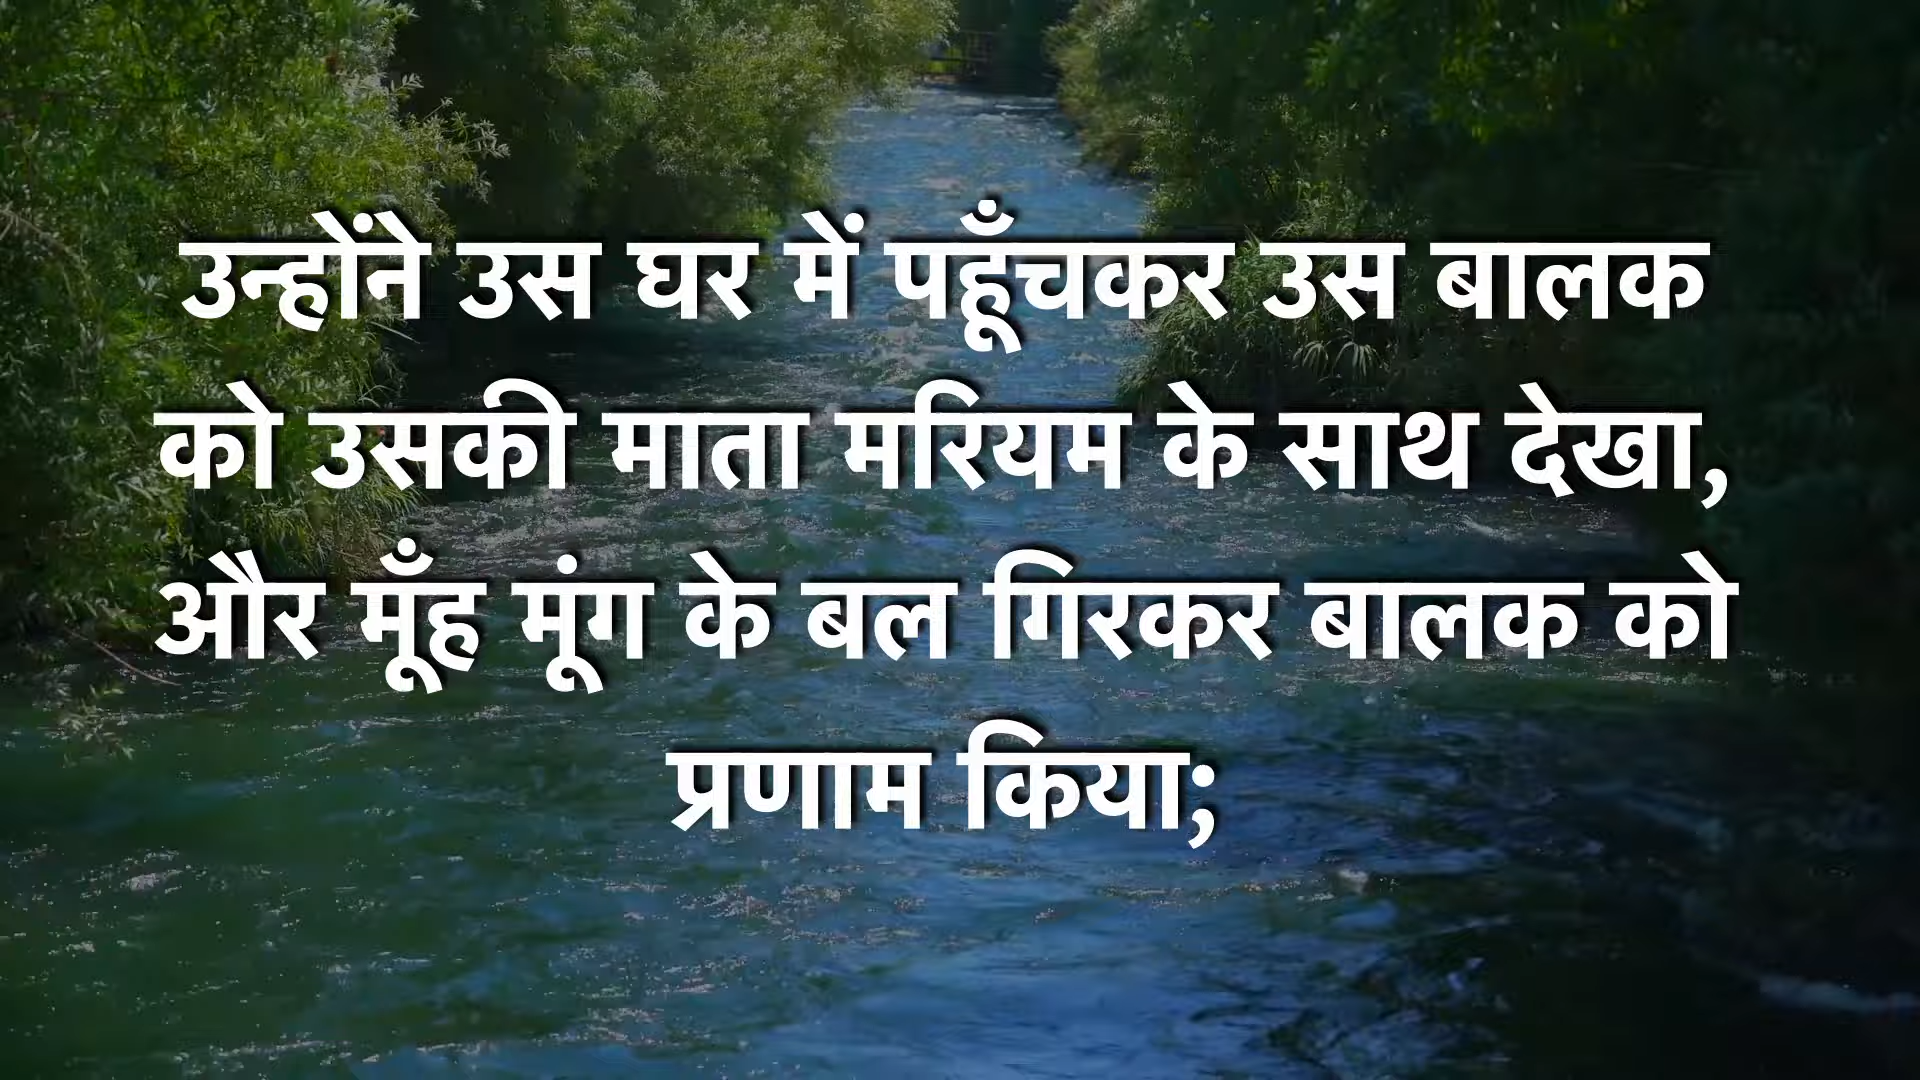 उन्होंने उस घर में पहुँचकर उस बालक
को उसकी माता मरियम के साथ देखा,
और मूँह मूंग के बल गिरकर बालक को
प्रणाम किया;